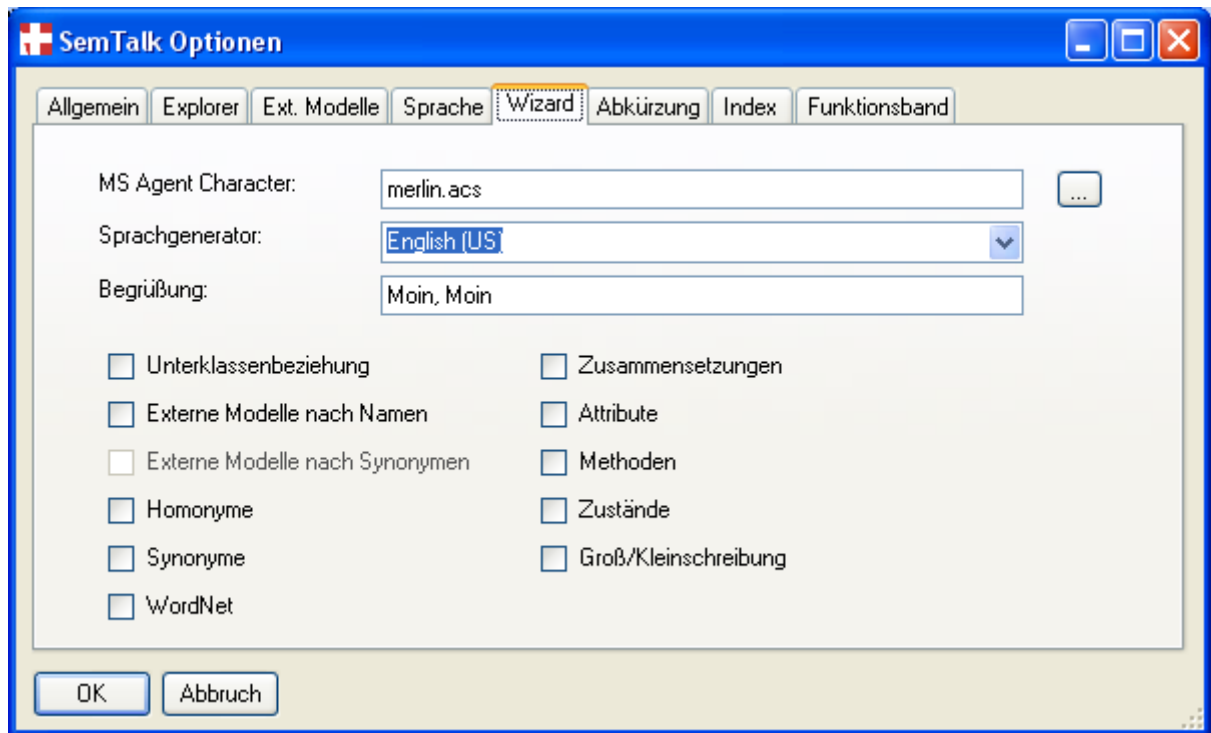 SemTalk Optionen
Allgemein Explorer Ext. Modelle Sprache Wizard Abkürzung Index Funktionsband
MS Agent Character: merlin.acs ...
Sprachgenerator: English (US)
Begrüßung: Moin, Moin
Unterklassenbeziehung Zusammensetzungen
Externe Modelle nach Namen Attribute
Externe Modelle nach Synonymen Methoden
Homonyme Zustände
Synonyme Groß/Kleinschreibung
WordNet
OK Abbruch